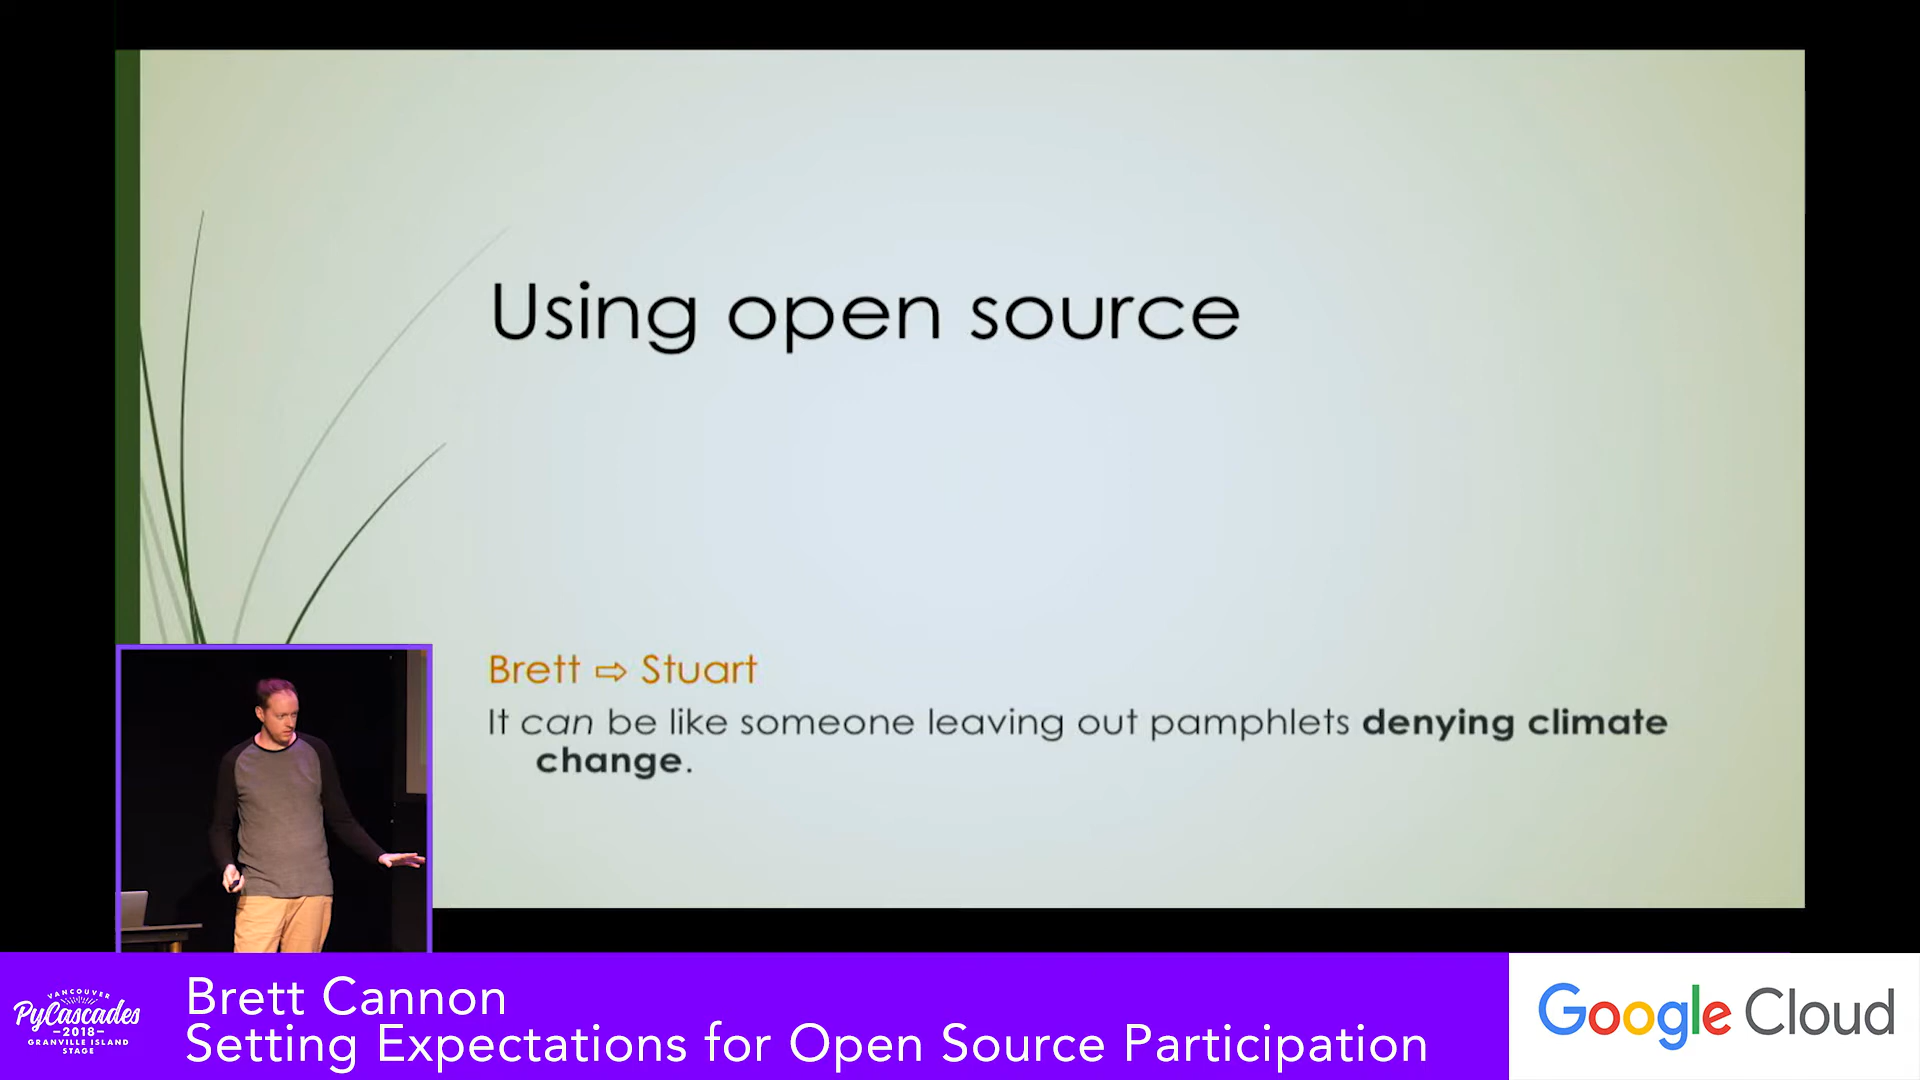 Using open source
Brett ⇨ Stuart
It can be like someone leaving out pamphlets denying climate
change.
VANCOUVER
PyCascades
–2018–
GRANVILLE ISLAND
STAGE
Brett Cannon
Setting Expectations for Open Source Participation
Google Cloud